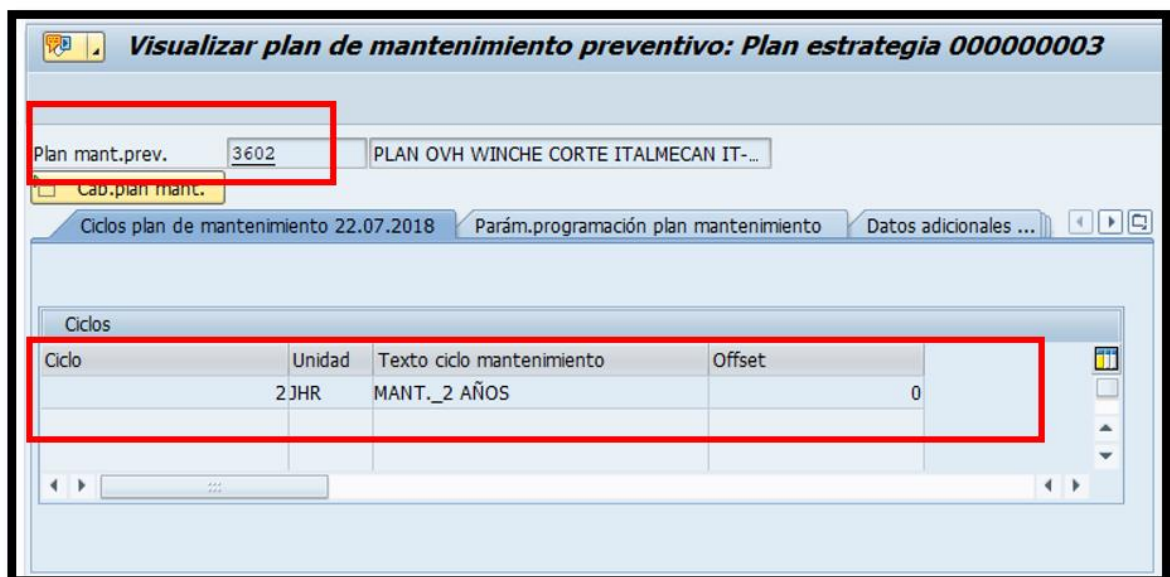 Visualizar plan de mantenimiento preventivo: Plan estrategia 000000003
Plan mant.prev. 3602 PLAN OVH WINCHE CORTE ITALMECAN IT-...
Cab.plan mant.
Ciclos plan de mantenimiento 22.07.2018 Parám.programación plan mantenimiento Datos adicionales ...
Ciclos
Ciclo Unidad Texto ciclo mantenimiento Offset
2 JHR MANT._2 AÑOS 0